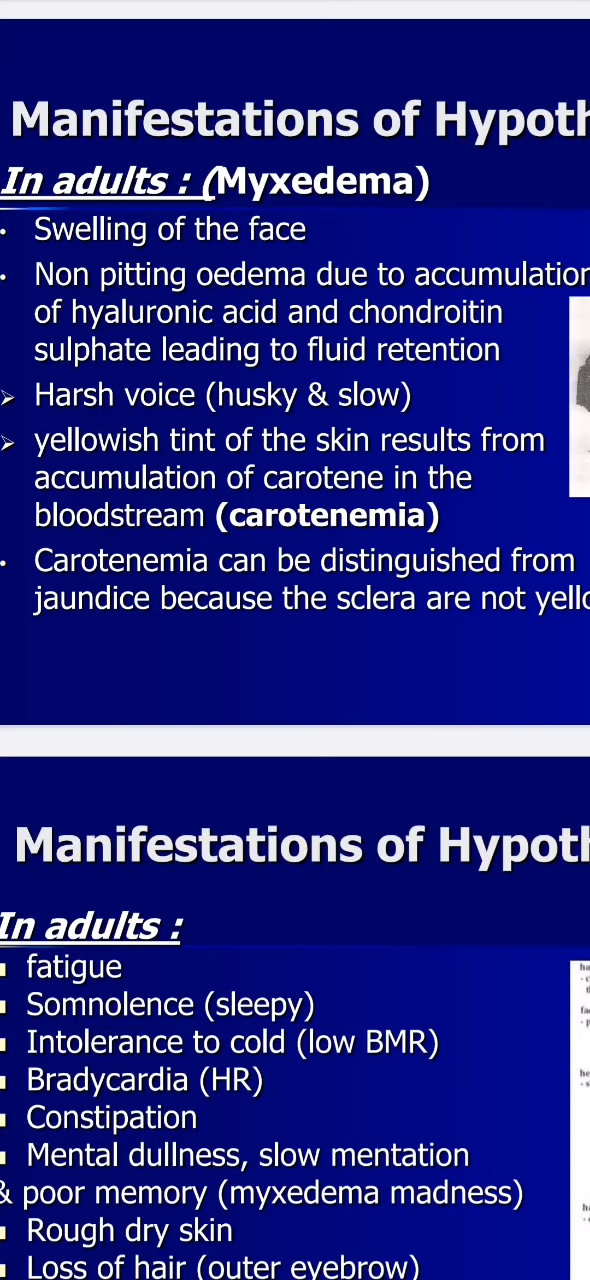 Manifestations of Hypoth
In adults : (Myxedema)
• Swelling of the face
• Non pitting oedema due to accumulation
of hyaluronic acid and chondroitin
sulphate leading to fluid retention
➢ Harsh voice (husky & slow)
➢ yellowish tint of the skin results from
accumulation of carotene in the
bloodstream (carotenemia)
• Carotenemia can be distinguished from
jaundice because the sclera are not yello
Manifestations of Hypoth
In adults :
▪ fatigue
▪ Somnolence (sleepy)
▪ Intolerance to cold (low BMR)
▪ Bradycardia (HR)
▪ Constipation
▪ Mental dullness, slow mentation
& poor memory (myxedema madness)
▪ Rough dry skin
▪ Loss of hair (outer eyebrow)